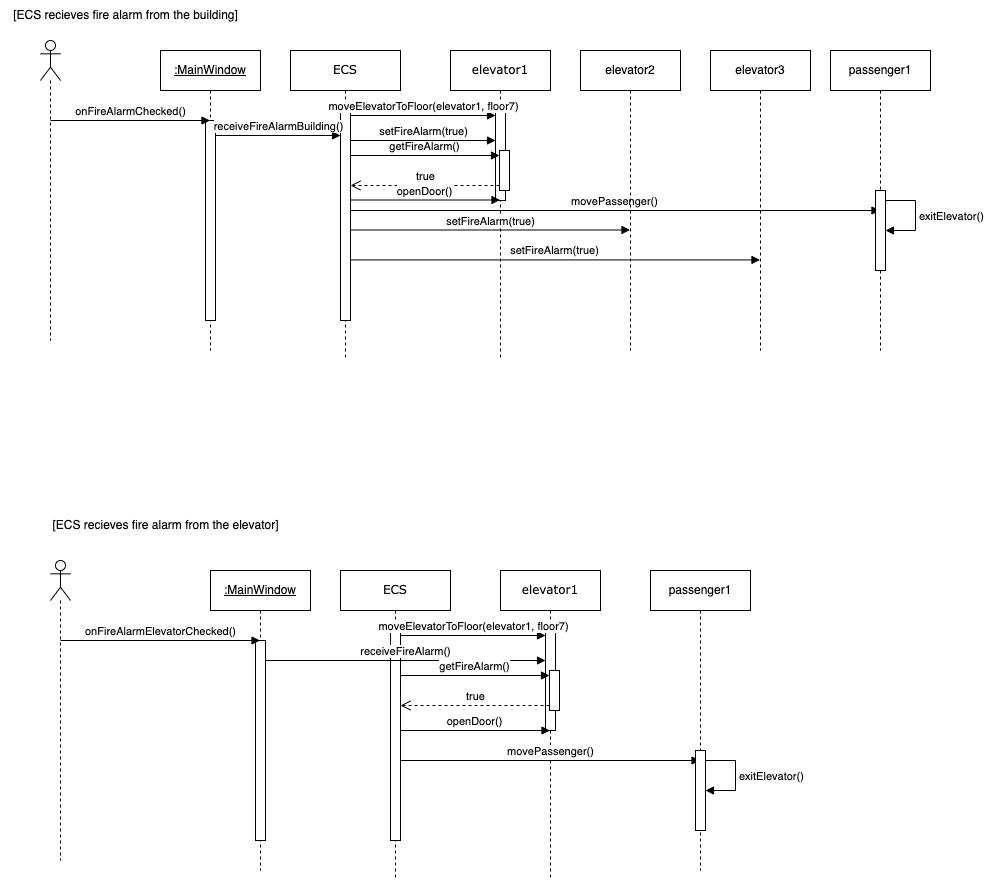 [ECS recieves fire alarm from the building]
:MainWindow
ECS
elevator1
elevator2
elevator3
passenger1
moveElevatorToFloor(elevator1, floor7)
onFireAlarmChecked()
receiveFireAlarmBuilding()
setFireAlarm(true)
getFireAlarm()
true
openDoor()
movePassenger()
exitElevator()
setFireAlarm(true)
setFireAlarm(true)
[ECS recieves fire alarm from the elevator]
:MainWindow
ECS
elevator1
passenger1
moveElevatorToFloor(elevator1, floor7)
onFireAlarmElevatorChecked()
receiveFireAlarm()
getFireAlarm()
true
openDoor()
movePassenger()
exitElevator()